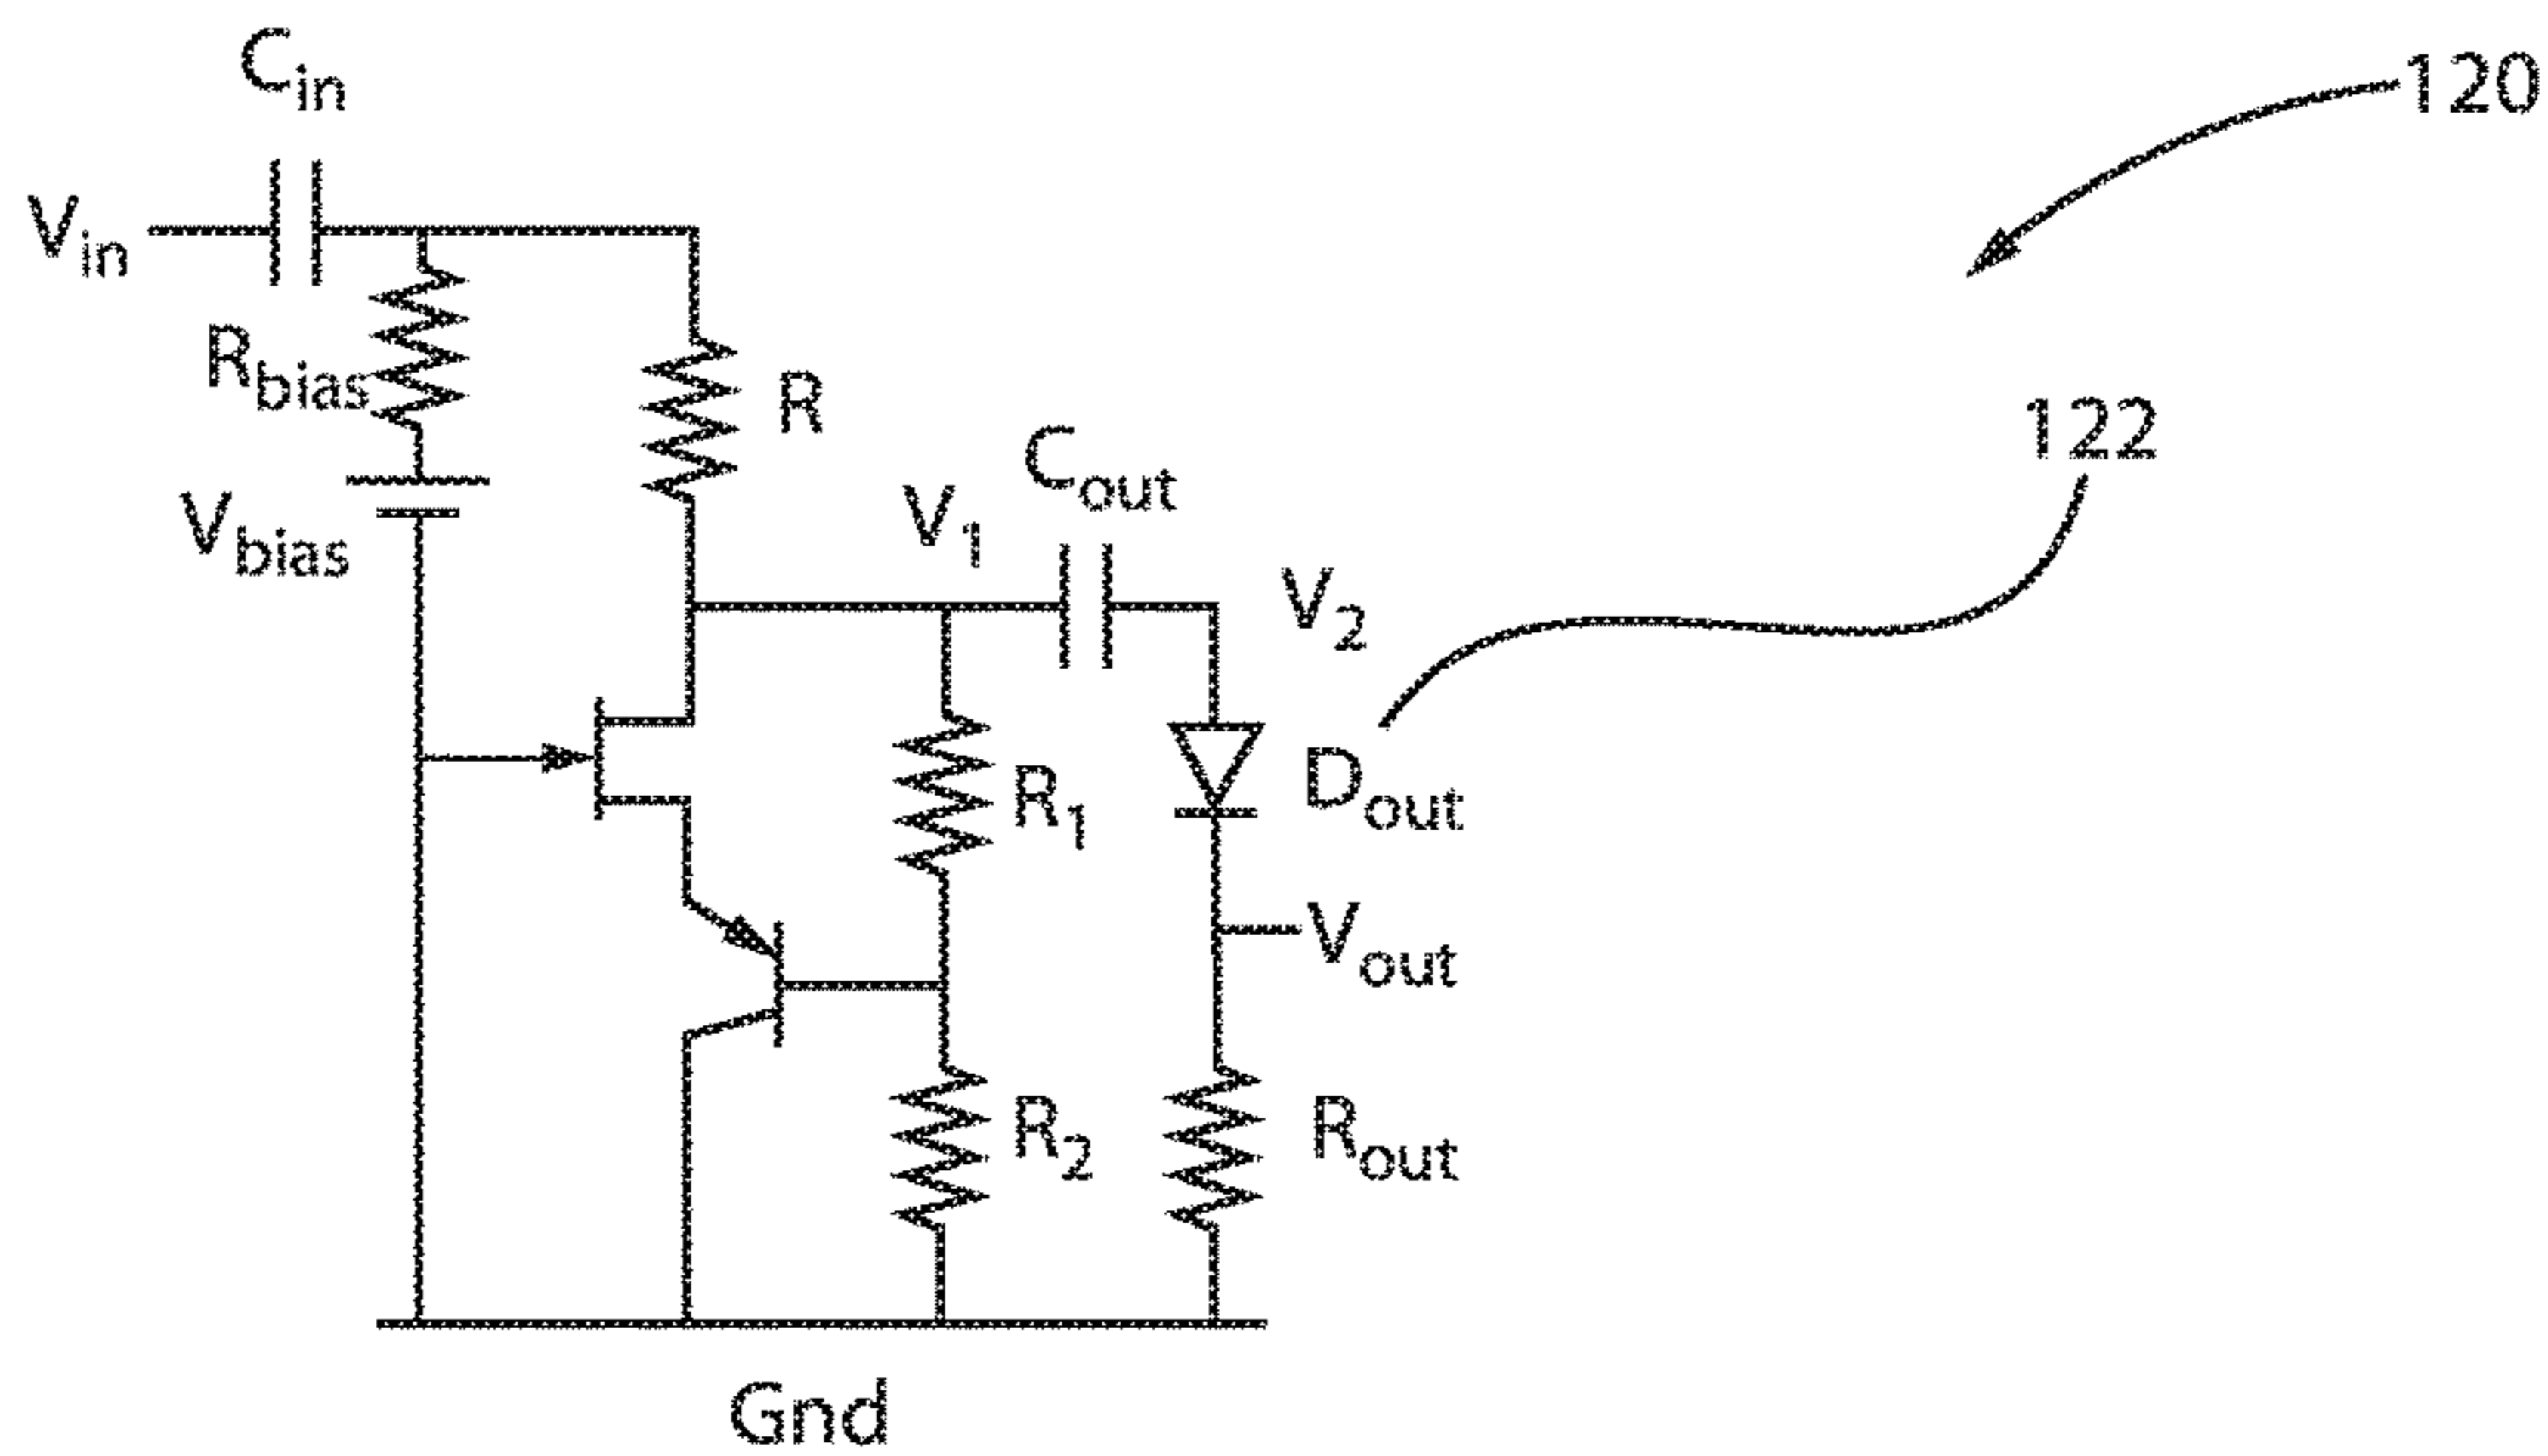 C_in
120
V_in
R_bias
R
122
C_out
V_1
V_bias
V_2
D_out
R_1
V_out
R_2
R_out
Gnd